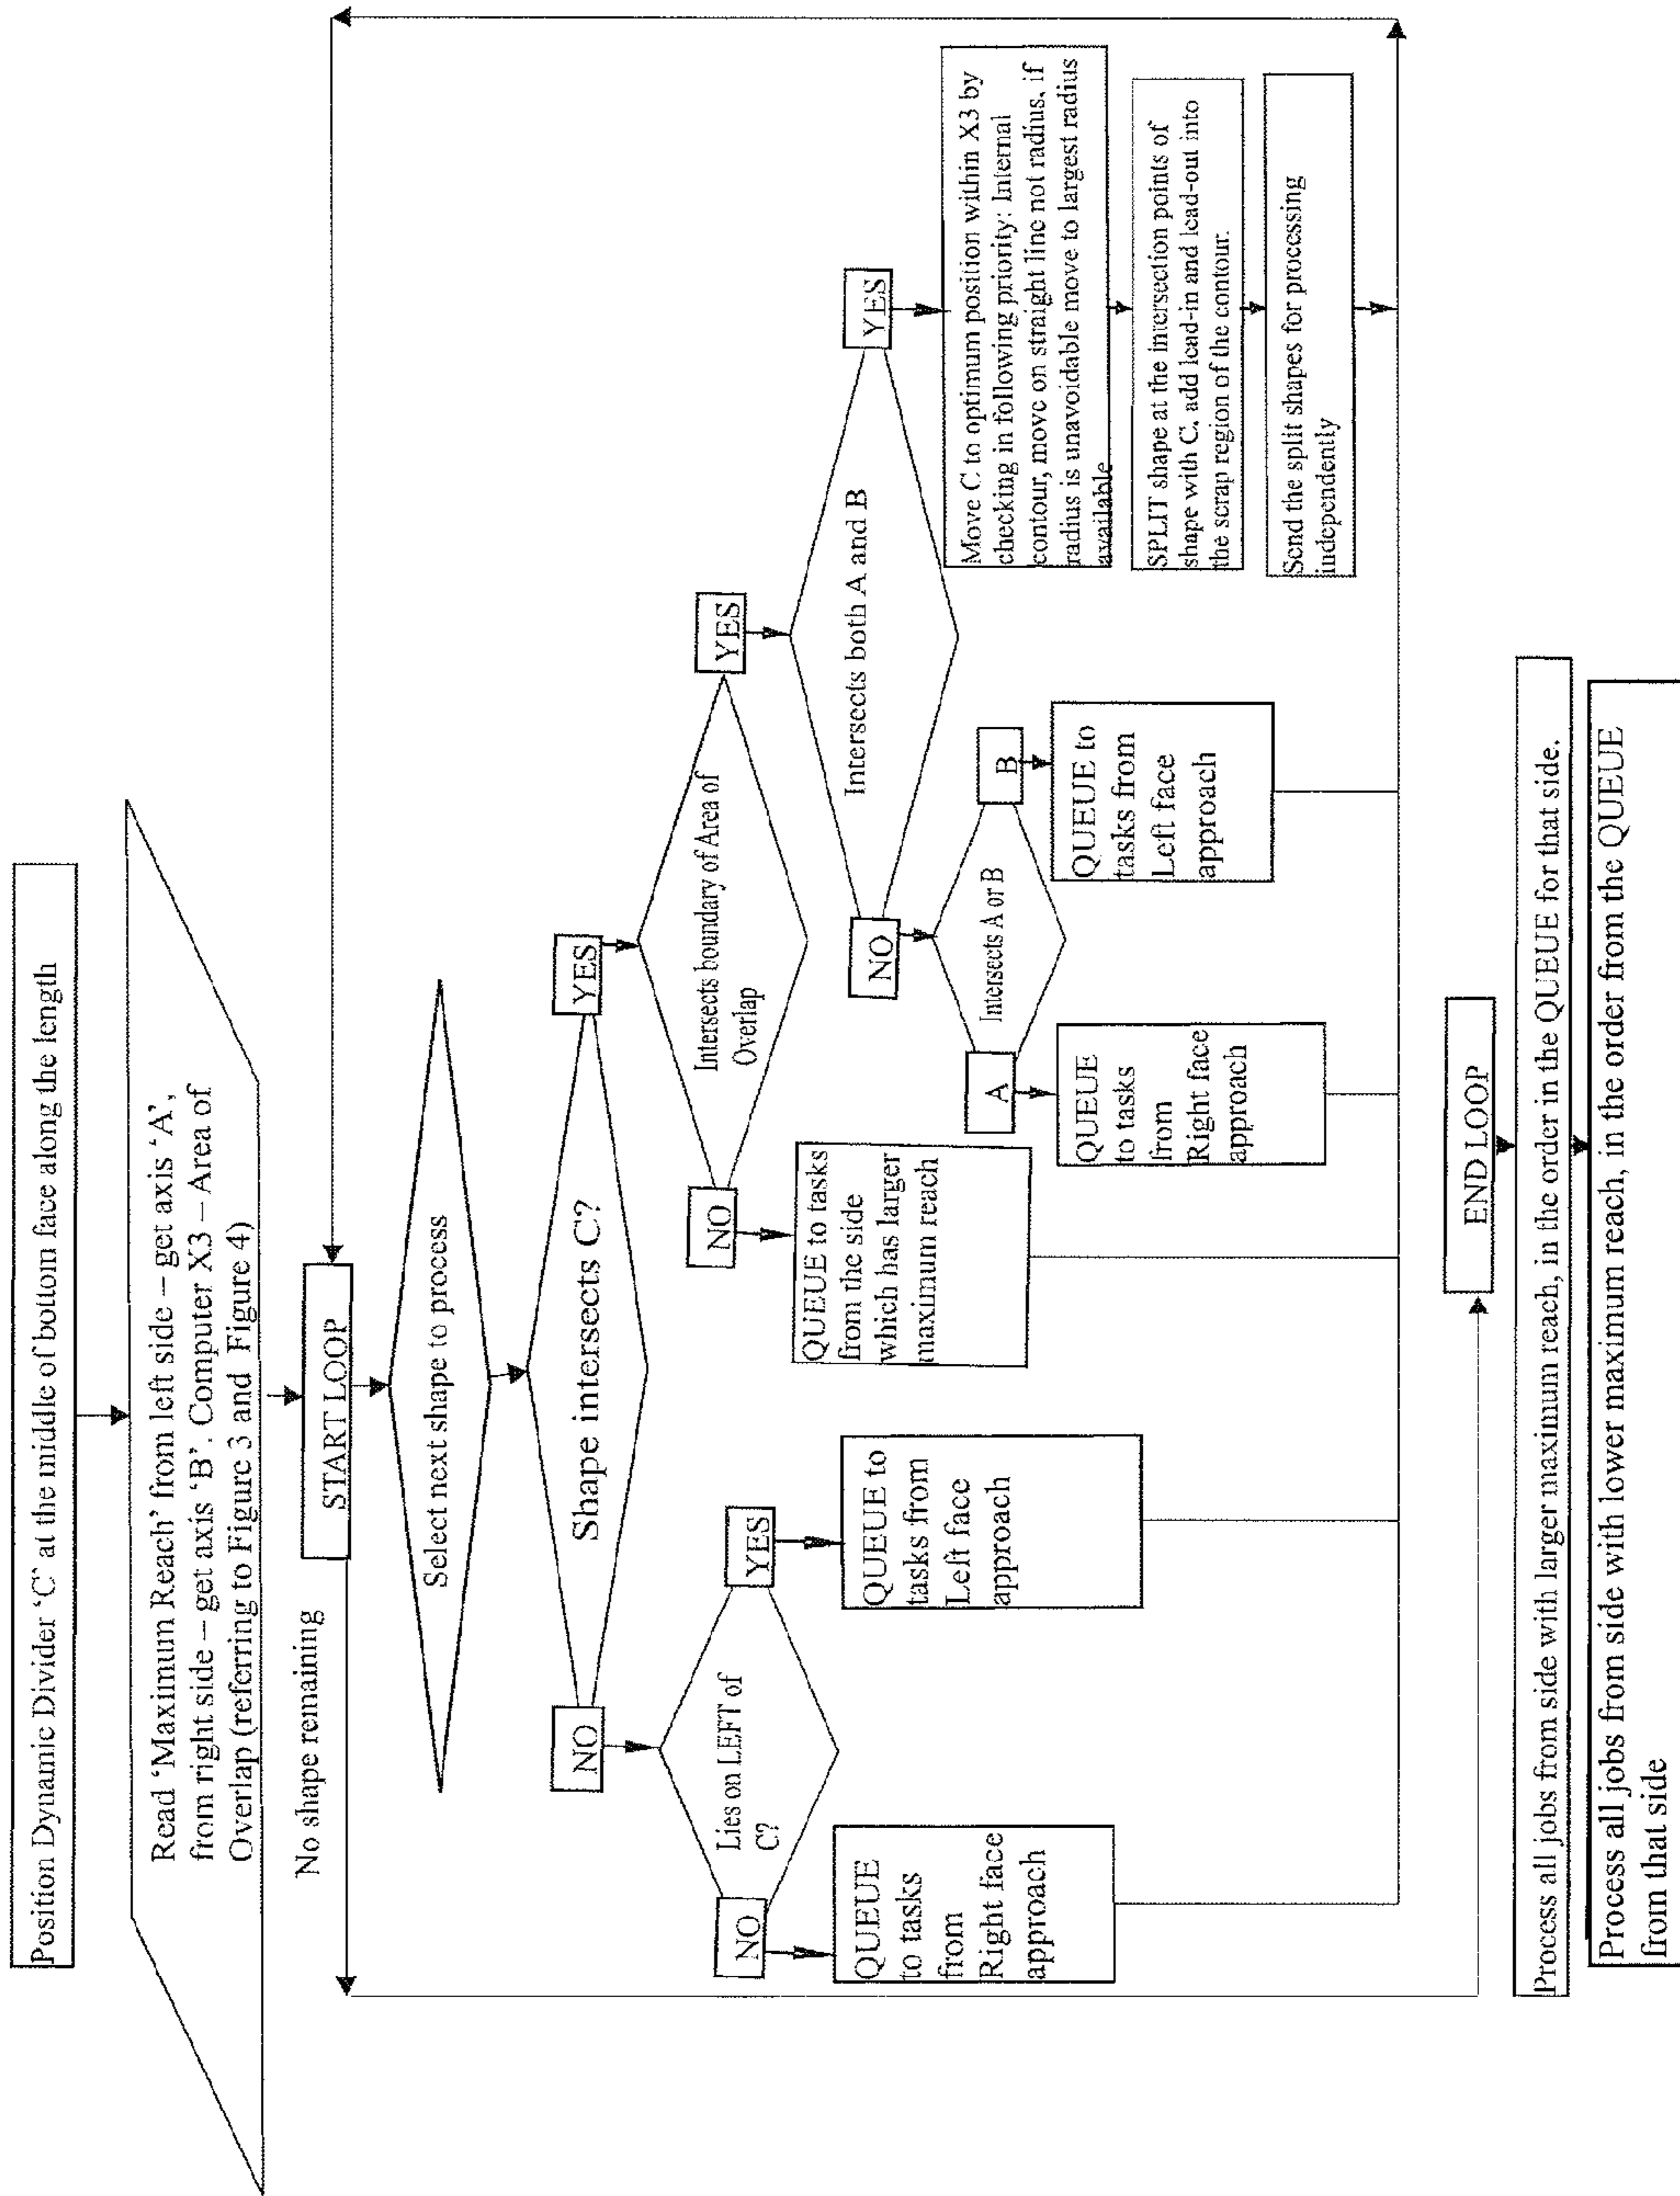 Position Dynamic Divider ‘C’ at the middle of bottom face along the length
Read ‘Maximum Reach’ from left side – get axis ‘A’,
from right side – get axis ‘B’. Computer X3 – Area of
Overlap (referring to Figure 3 and Figure 4)
No shape remaining
START LOOP
Select next shape to process
Shape intersects C?
NO
YES
Lies on LEFT of
C?
Intersects boundary of Area of
Overlap
NO
YES
NO
YES
QUEUE
to tasks
from
Right face
approach
QUEUE to
tasks from
Left face
approach
QUEUE to tasks
from the side
which has larger
maximum reach
Intersects both A and B
NO
YES
Intersects A or B
A
B
QUEUE
to tasks
from
Right face
approach
QUEUE to
tasks from
Left face
approach
Move C to optimum position within X3 by
checking in following priority: Internal
contour, move on straight line not radius, if
radius is unavoidable move to largest radius
available
SPLIT shape at the intersection points of
shape with C, add lead-in and lead-out into
the scrap region of the contour.
Send the split shapes for processing
independently
END LOOP
Process all jobs from side with larger maximum reach, in the order in the QUEUE for that side.
Process all jobs from side with lower maximum reach, in the order from the QUEUE
from that side